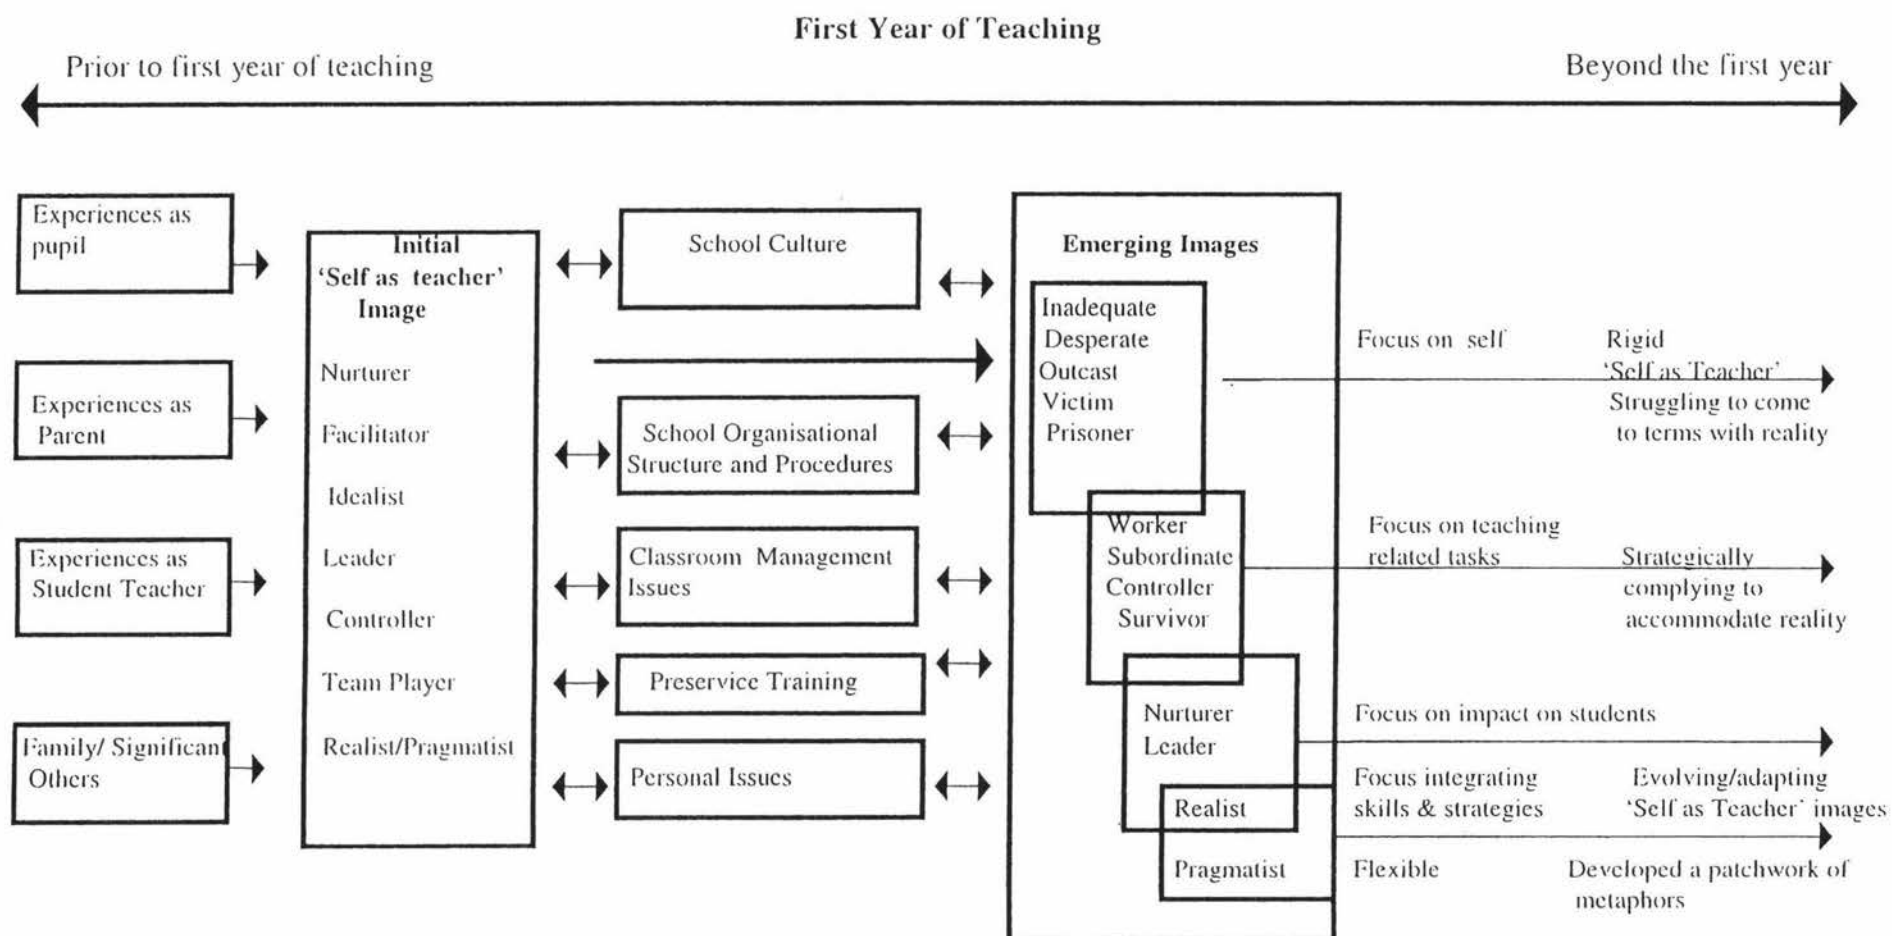 First Year of Teaching
Prior to first year of teaching
Beyond the first year
Experiences as
pupil
Experiences as
Parent
Experiences as
Student Teacher
Family/ Significant
Others
Initial
‘Self as teacher’
Image
Nurturer
Facilitator
Idealist
Leader
Controller
Team Player
Realist/Pragmatist
School Culture
School Organisational
Structure and Procedures
Classroom Management
Issues
Preservice Training
Personal Issues
Emerging Images
Inadequate
Desperate
Outcast
Victim
Prisoner
Worker
Subordinate
Controller
Survivor
Nurturer
Leader
Realist
Pragmatist
Focus on self
Rigid
‘Self as Teacher’
Struggling to come
to terms with reality
Focus on teaching
related tasks
Strategically
complying to
accommodate reality
Focus on impact on students
Focus integrating
skills & strategies
Evolving/adapting
‘Self as Teacher’ images
Flexible
Developed a patchwork of
metaphors